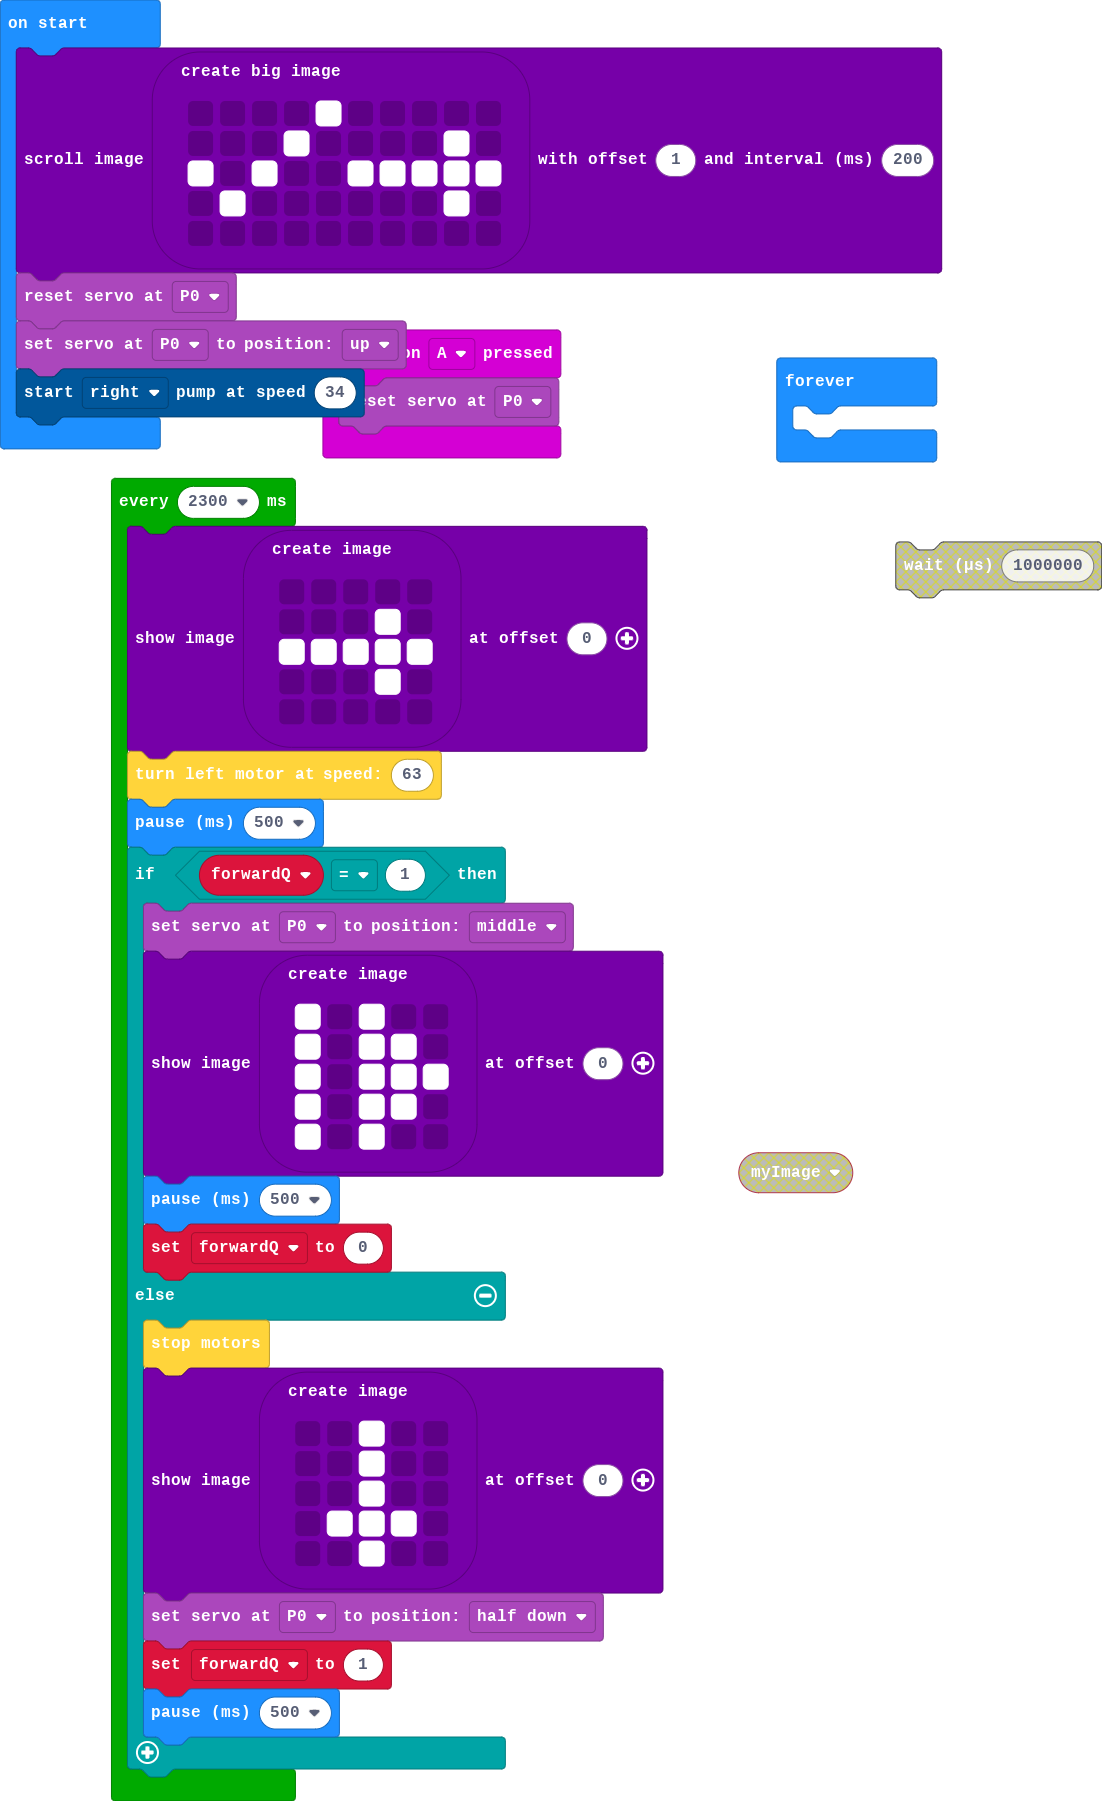 on start
create big image
scroll image with offset 1 and interval (ms) 200
reset servo at P0
set servo at P0 to position: up
on A pressed
start right pump at speed 34
set servo at P0
forever
every 2300 ms
create image
show image at offset 0
wait (µs) 1000000
turn left motor at speed: 63
pause (ms) 500
if forwardQ = 1 then
set servo at P0 to position: middle
create image
show image at offset 0
myImage
pause (ms) 500
set forwardQ to 0
else
stop motors
create image
show image at offset 0
set servo at P0 to position: half down
set forwardQ to 1
pause (ms) 500